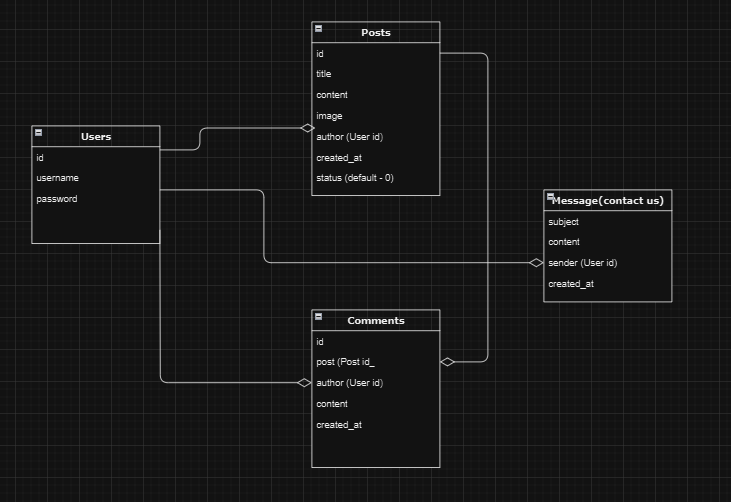 Posts
id
title
content
image
author (User id)
created_at
status (default - 0)
Users
id
username
password
Message(contact us)
subject
content
sender (User id)
created_at
Comments
id
post (Post id_
author (User id)
content
created_at